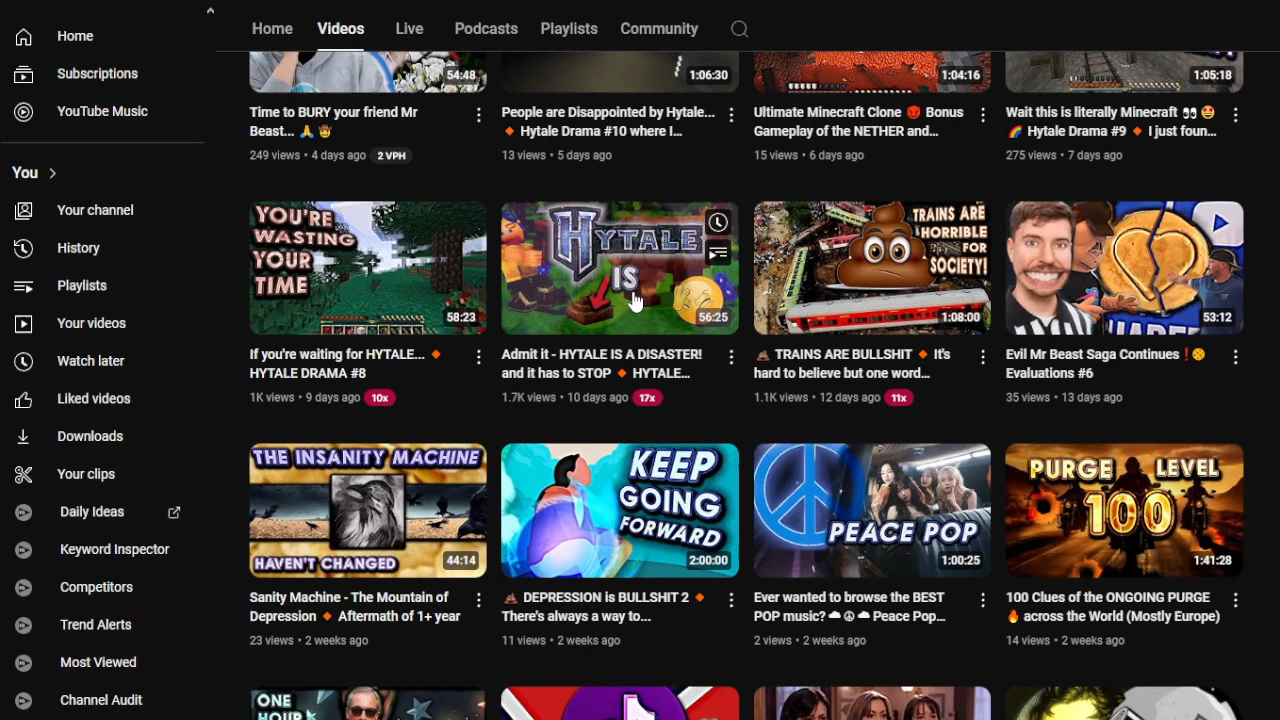 Home
Subscriptions
YouTube Music
You
Your channel
History
Playlists
Your videos
Watch later
Liked videos
Downloads
Your clips
Daily Ideas
Keyword Inspector
Competitors
Trend Alerts
Most Viewed
Channel Audit
Home Videos Live Podcasts Playlists Community
54:48
Time to BURY your friend Mr
Beast... 🙏 🤠
249 views • 4 days ago 2 VPH
1:06:30
People are Disappointed by Hytale...
🔸 Hytale Drama #10 where I...
13 views • 5 days ago
1:04:16
Ultimate Minecraft Clone 😈 Bonus
Gameplay of the NETHER and...
15 views • 6 days ago
1:05:18
Wait this is literally Minecraft 👀 🤩
🌈 Hytale Drama #9 🔸 I just foun...
275 views • 7 days ago
YOU'RE
WASTING
YOUR
TIME
58:23
If you're waiting for HYTALE... 🔸
HYTALE DRAMA #8
1K views • 9 days ago 10x
HYTALE
IS
56:25
Admit it - HYTALE IS A DISASTER!
and it has to STOP 🔸 HYTALE...
1.7K views • 10 days ago 17x
TRAINS ARE
HORRIBLE
FOR
SOCIETY!
1:08:00
💩 TRAINS ARE BULLSHIT 🔸 It's
hard to believe but one word...
1.1K views • 12 days ago 11x
53:12
Evil Mr Beast Saga Continues❗🍪
Evaluations #6
35 views • 13 days ago
THE INSANITY MACHINE
HAVEN'T CHANGED
44:14
Sanity Machine - The Mountain of
Depression 🔸 Aftermath of 1+ year
23 views • 2 weeks ago
KEEP
GOING
FORWARD
2:00:00
💩 DEPRESSION is BULLSHIT 2 🔸
There's always a way to...
11 views • 2 weeks ago
PEACE POP
1:00:25
Ever wanted to browse the BEST
POP music? ☁☮☁ Peace Pop...
2 views • 2 weeks ago
PURGE LEVEL
100
1:41:28
100 Clues of the ONGOING PURGE
🔥 across the World (Mostly Europe)
14 views • 2 weeks ago
ONE
HOUR